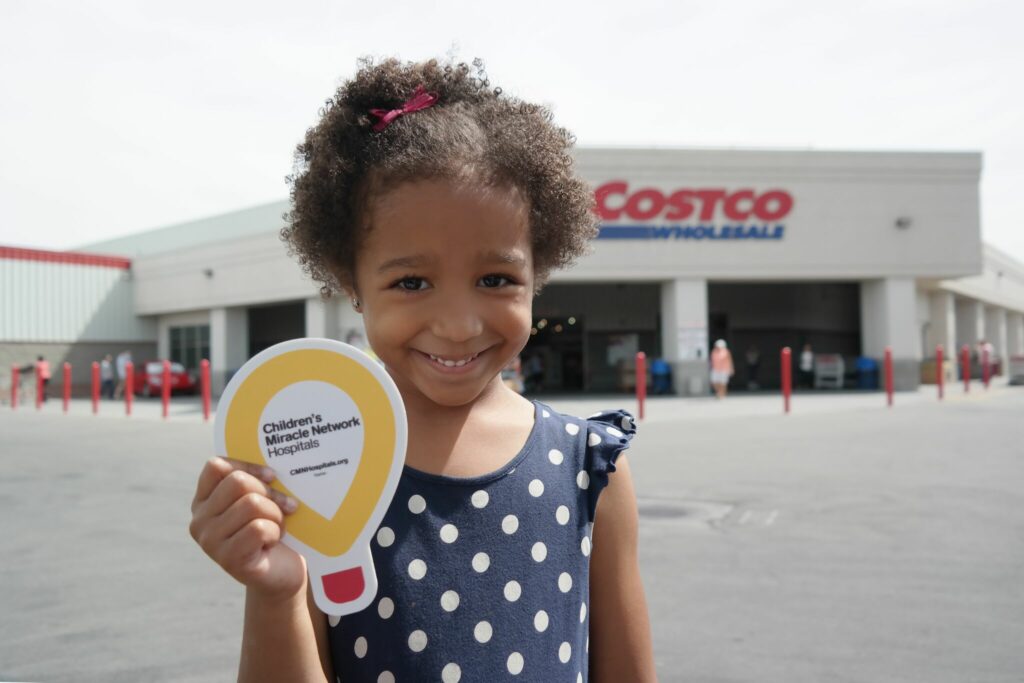 COSTCO
WHOLESALE
Children's
Miracle Network
Hospitals
CMNHospitals.org